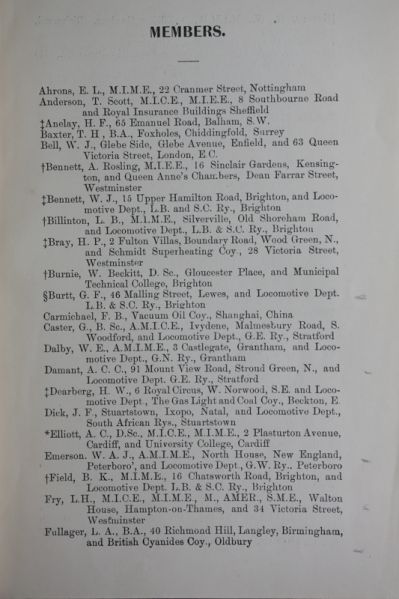 MEMBERS.
Ahrons, E. L., M.I.M.E., 22 Cranmer Street, Nottingham
Anderson, T. Scott, M.I.C.E., M.I.E.E., 8 Southbourne Road
and Royal Insurance Buildings Sheffield
‡Anelay, H. F., 65 Emanuel Road, Balham, S.W.
Baxter, T. H , B.A., Foxholes, Chiddingfold, Surrey
Bell, W. J., Glebe Side, Glebe Avenue, Enfield, and 63 Queen
Victoria Street, London, E C.
†Bennett, A. Rosling, M.I.E.E., 16 Sinclair Gardens, Kensing-
ton, and Queen Anne's Chambers, Dean Farrar Street,
Westminster
‡Bennett, W. J., 15 Upper Hamilton Road, Brighton, and Loco-
motive Dept., L.B. and S.C. Ry., Brighton
†Billinton, L. B., M.I.M.E., Silverville, Old Shoreham Road,
and Locomotive Dept., L.B. & S.C. Ry., Brighton
‡Bray, H. P., 2 Fulton Villas, Boundary Road, Wood Green, N.,
and Schmidt Superheating Coy., 28 Victoria Street,
Westminster
†Burnie, W. Beckitt, D. Sc., Gloucester Place, and Municipal
Technical College, Brighton
§Burtt, G. F., 46 Malling Street, Lewes, and Locomotive Dept.
L.B. & S.C. Ry., Brighton
Carmichael, F. B., Vacuum Oil Coy., Shanghai, China
Caster, G., B. Sc., A.M.I.C.E., Ivydene, Malmesbury Road, S.
Woodford, and Locomotive Dept., G.E. Ry., Stratford
Dalby, W. E., A.M.I.M.E., 3 Castlegate, Grantham, and Loco-
motive Dept., G.N. Ry., Grantham
Damant, A. C. C., 91 Mount View Road, Strond Green, N., and
Locomotive Dept. G.E. Ry., Stratford
‡Dearberg, H. W., 6 Royal Circus, W. Norwood, S.E. and Loco-
motive Dept , The Gas Light and Coal Coy., Beckton, E.
Dick, J. F , Stuartstown, Ixopo, Natal, and Locomotive Dept.,
South African Rys., Stuartstown
*Elliott, A. C., D.Sc., M.I.C.E., M.I.M.E., 2 Plasturton Avenue,
Cardiff, and University College, Cardiff
Emerson. W. A. J., A.M.I.M.E., North House, New England,
Peterboro', and Locomotive Dept , G.W. Ry.. Peterboro
†Field, B. K., M.I.M.E., 16 Chatsworth Road, Brighton, and
Locomotive Dept. L.B. & S.C. Ry., Brighton
Fry, L.H., M.I.C.E., M.I.M.E., M., AMER., S.M.E., Walton
House, Hampton-on-Thames, and 34 Victoria Street,
Westminster
Fullager, L. A., B.A., 40 Richmond Hill, Langley, Birmingham,
and British Cyanides Coy., Oldbury